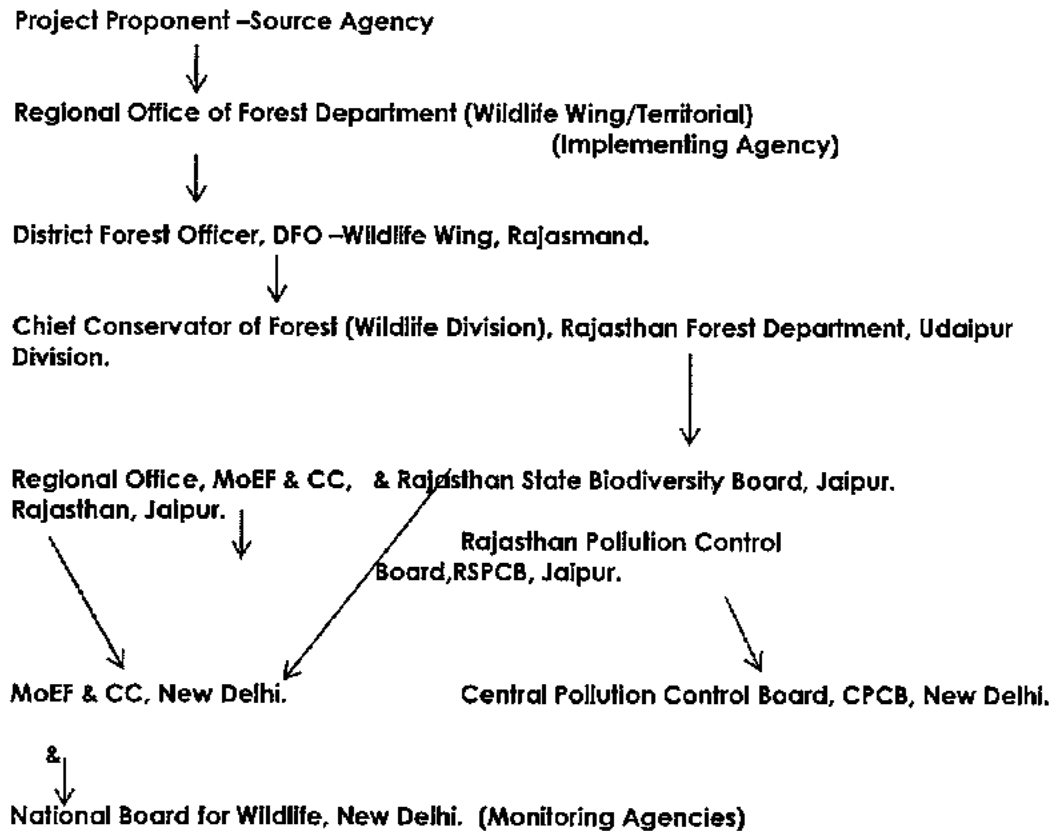 Project Proponent –Source Agency
Regional Office of Forest Department (Wildlife Wing/Territorial)
(Implementing Agency)
District Forest Officer, DFO –Wildlife Wing, Rajasmand.
Chief Conservator of Forest (Wildlife Division), Rajasthan Forest Department, Udaipur
Division.
Regional Office, MoEF & CC, & Rajasthan State Biodiversity Board, Jaipur.
Rajasthan, Jaipur.
Rajasthan Pollution Control
Board,RSPCB, Jaipur.
MoEF & CC, New Delhi.
Central Pollution Control Board, CPCB, New Delhi.
&
National Board for Wildlife, New Delhi. (Monitoring Agencies)